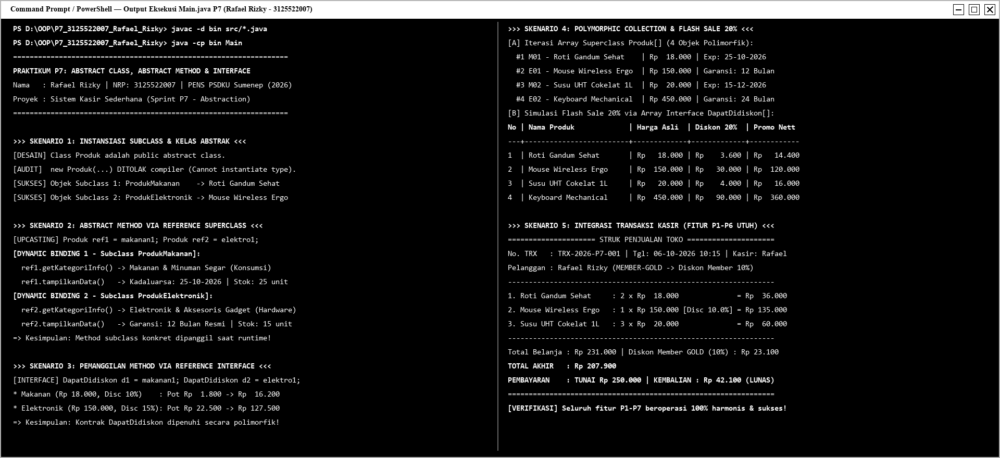 Command Prompt / PowerShell — Output Eksekusi Main.java P7 (Rafael Rizky - 3125522007)
PS D:\OOP\P7_3125522007_Rafael_Rizky> javac -d bin src/*.java
PS D:\OOP\P7_3125522007_Rafael_Rizky> java -cp bin Main
==================================================================
PRAKTIKUM P7: ABSTRACT CLASS, ABSTRACT METHOD & INTERFACE
Nama   : Rafael Rizky | NRP: 3125522007 | PENS PSDKU Sumenep (2026)
Proyek : Sistem Kasir Sederhana (Sprint P7 - Abstraction)
==================================================================
>>> SKENARIO 1: INSTANSIASI SUBCLASS & KELAS ABSTRAK <<<
[DESAIN] Class Produk adalah public abstract class.
[AUDIT]  new Produk(...) DITOLAK compiler (Cannot instantiate type).
[SUKSES] Objek Subclass 1: ProdukMakanan    -> Roti Gandum Sehat
[SUKSES] Objek Subclass 2: ProdukElektronik -> Mouse Wireless Ergo
>>> SKENARIO 2: ABSTRACT METHOD VIA REFERENCE SUPERCLASS <<<
[UPCASTING] Produk ref1 = makanan1; Produk ref2 = elektro1;
[DYNAMIC BINDING 1 - Subclass ProdukMakanan]:
  ref1.getKategoriInfo() -> Makanan & Minuman Segar (Konsumsi)
  ref1.tampilkanData()   -> Kadaluarsa: 25-10-2026 | Stok: 25 unit
[DYNAMIC BINDING 2 - Subclass ProdukElektronik]:
  ref2.getKategoriInfo() -> Elektronik & Aksesoris Gadget (Hardware)
  ref2.tampilkanData()   -> Garansi: 12 Bulan Resmi | Stok: 15 unit
=> Kesimpulan: Method subclass konkret dipanggil saat runtime!
>>> SKENARIO 3: PEMANGGILAN METHOD VIA REFERENCE INTERFACE <<<
[INTERFACE] DapatDidiskon d1 = makanan1; DapatDidiskon d2 = elektro1;
* Makanan (Rp 18.000, Disc 10%)    : Pot Rp  1.800 -> Rp  16.200
* Elektronik (Rp 150.000, Disc 15%): Pot Rp 22.500 -> Rp 127.500
=> Kesimpulan: Kontrak DapatDidiskon dipenuhi secara polimorfik!
>>> SKENARIO 4: POLYMORPHIC COLLECTION & FLASH SALE 20% <<<
[A] Iterasi Array Superclass Produk[] (4 Objek Polimorfik):
  #1 M01 - Roti Gandum Sehat    | Rp  18.000 | Exp: 25-10-2026
  #2 E01 - Mouse Wireless Ergo  | Rp 150.000 | Garansi: 12 Bulan
  #3 M02 - Susu UHT Cokelat 1L  | Rp  20.000 | Exp: 15-12-2026
  #4 E02 - Keyboard Mechanical  | Rp 450.000 | Garansi: 24 Bulan
[B] Simulasi Flash Sale 20% via Array Interface DapatDidiskon[]:
No | Nama Produk             | Harga Asli  | Diskon 20%  | Promo Nett
---+-------------------------+-------------+-------------+------------
1  | Roti Gandum Sehat       | Rp   18.000 | Rp    3.600 | Rp   14.400
2  | Mouse Wireless Ergo     | Rp  150.000 | Rp   30.000 | Rp  120.000
3  | Susu UHT Cokelat 1L     | Rp   20.000 | Rp    4.000 | Rp   16.000
4  | Keyboard Mechanical     | Rp  450.000 | Rp   90.000 | Rp  360.000
>>> SKENARIO 5: INTEGRASI TRANSAKSI KASIR (FITUR P1-P6 UTUH) <<<
===================== STRUK PENJUALAN TOKO =====================
No. TRX   : TRX-2026-P7-001 | Tgl: 06-10-2026 10:15 | Kasir: Rafael
Pelanggan : Rafael Rizky (MEMBER-GOLD -> Diskon Member 10%)
----------------------------------------------------------------
1. Roti Gandum Sehat     : 2 x Rp  18.000              = Rp  36.000
2. Mouse Wireless Ergo   : 1 x Rp 150.000 [Disc 10.0%] = Rp 135.000
3. Susu UHT Cokelat 1L   : 3 x Rp  20.000              = Rp  60.000
----------------------------------------------------------------
Total Belanja : Rp 231.000 | Diskon Member GOLD (10%) : Rp 23.100
TOTAL AKHIR   : Rp 207.900
PEMBAYARAN    : TUNAI Rp 250.000 | KEMBALIAN : Rp 42.100 (LUNAS)
================================================================
[VERIFIKASI] Seluruh fitur P1-P7 beroperasi 100% harmonis & sukses!